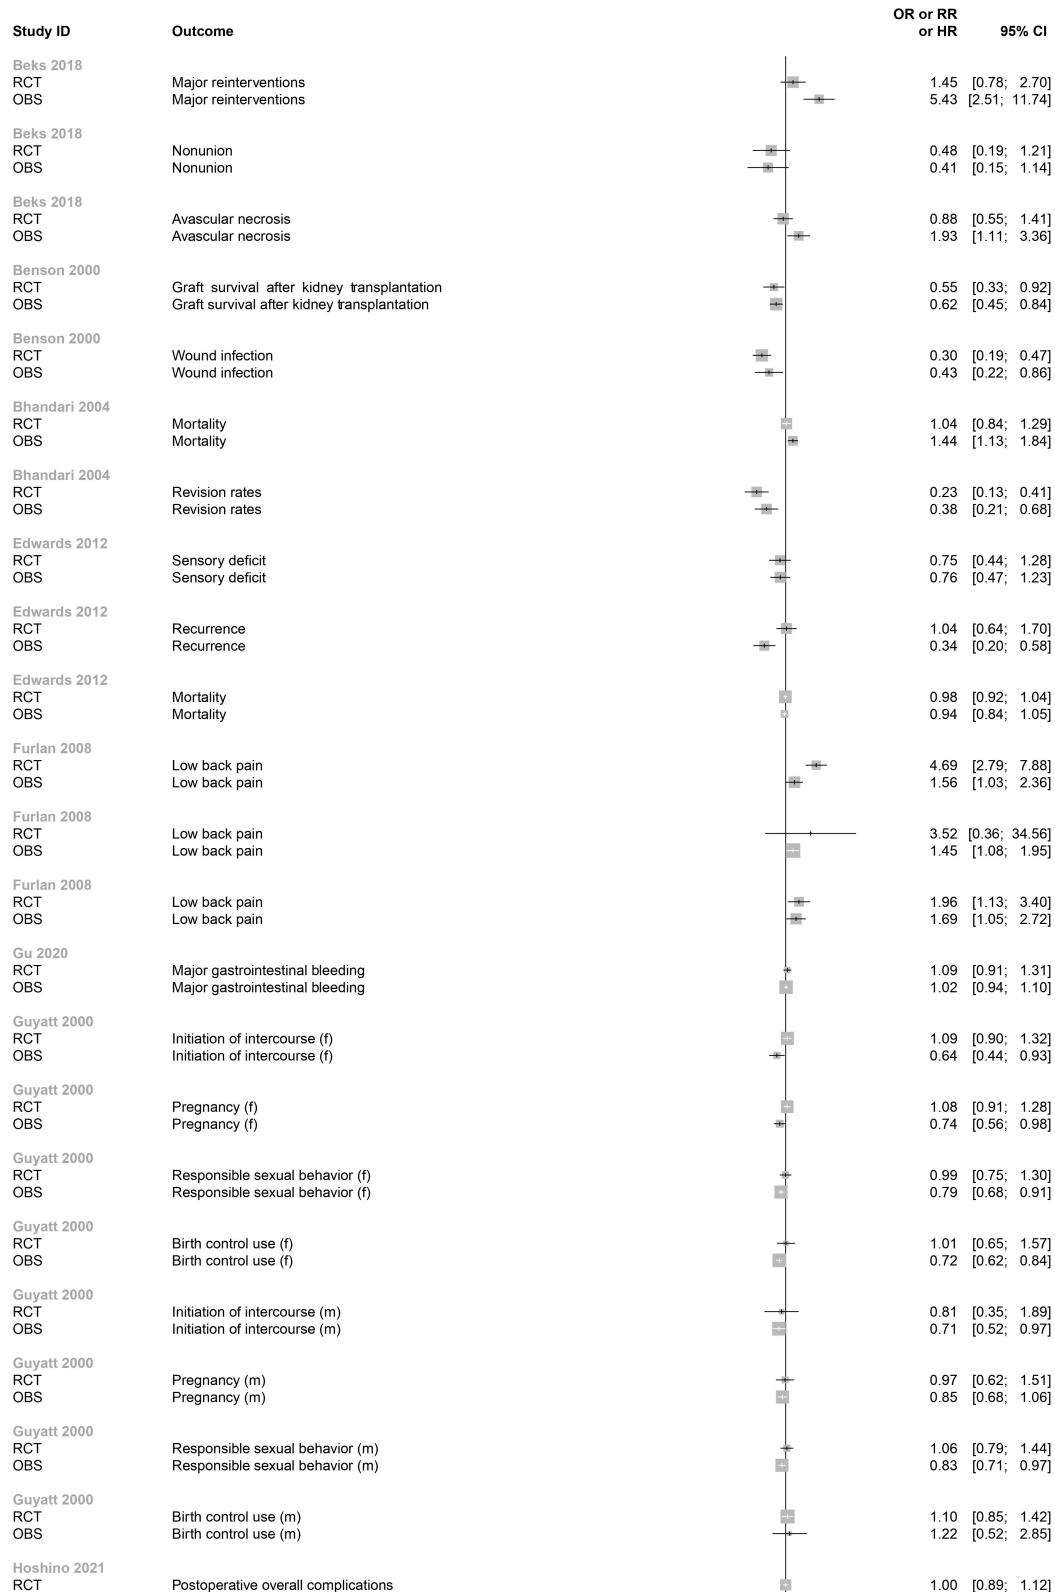 OR or RR
Study ID Outcome or HR 95% CI
Beks 2018
RCT Major reinterventions 1.45 [0.78; 2.70]
OBS Major reinterventions 5.43 [2.51; 11.74]
Beks 2018
RCT Nonunion 0.48 [0.19; 1.21]
OBS Nonunion 0.41 [0.15; 1.14]
Beks 2018
RCT Avascular necrosis 0.88 [0.55; 1.41]
OBS Avascular necrosis 1.93 [1.11; 3.36]
Benson 2000
RCT Graft survival after kidney transplantation 0.55 [0.33; 0.92]
OBS Graft survival after kidney transplantation 0.62 [0.45; 0.84]
Benson 2000
RCT Wound infection 0.30 [0.19; 0.47]
OBS Wound infection 0.43 [0.22; 0.86]
Bhandari 2004
RCT Mortality 1.04 [0.84; 1.29]
OBS Mortality 1.44 [1.13; 1.84]
Bhandari 2004
RCT Revision rates 0.23 [0.13; 0.41]
OBS Revision rates 0.38 [0.21; 0.68]
Edwards 2012
RCT Sensory deficit 0.75 [0.44; 1.28]
OBS Sensory deficit 0.76 [0.47; 1.23]
Edwards 2012
RCT Recurrence 1.04 [0.64; 1.70]
OBS Recurrence 0.34 [0.20; 0.58]
Edwards 2012
RCT Mortality 0.98 [0.92; 1.04]
OBS Mortality 0.94 [0.84; 1.05]
Furlan 2008
RCT Low back pain 4.69 [2.79; 7.88]
OBS Low back pain 1.56 [1.03; 2.36]
Furlan 2008
RCT Low back pain 3.52 [0.36; 34.56]
OBS Low back pain 1.45 [1.08; 1.95]
Furlan 2008
RCT Low back pain 1.96 [1.13; 3.40]
OBS Low back pain 1.69 [1.05; 2.72]
Gu 2020
RCT Major gastrointestinal bleeding 1.09 [0.91; 1.31]
OBS Major gastrointestinal bleeding 1.02 [0.94; 1.10]
Guyatt 2000
RCT Initiation of intercourse (f) 1.09 [0.90; 1.32]
OBS Initiation of intercourse (f) 0.64 [0.44; 0.93]
Guyatt 2000
RCT Pregnancy (f) 1.08 [0.91; 1.28]
OBS Pregnancy (f) 0.74 [0.56; 0.98]
Guyatt 2000
RCT Responsible sexual behavior (f) 0.99 [0.75; 1.30]
OBS Responsible sexual behavior (f) 0.79 [0.68; 0.91]
Guyatt 2000
RCT Birth control use (f) 1.01 [0.65; 1.57]
OBS Birth control use (f) 0.72 [0.62; 0.84]
Guyatt 2000
RCT Initiation of intercourse (m) 0.81 [0.35; 1.89]
OBS Initiation of intercourse (m) 0.71 [0.52; 0.97]
Guyatt 2000
RCT Pregnancy (m) 0.97 [0.62; 1.51]
OBS Pregnancy (m) 0.85 [0.68; 1.06]
Guyatt 2000
RCT Responsible sexual behavior (m) 1.06 [0.79; 1.44]
OBS Responsible sexual behavior (m) 0.83 [0.71; 0.97]
Guyatt 2000
RCT Birth control use (m) 1.10 [0.85; 1.42]
OBS Birth control use (m) 1.22 [0.52; 2.85]
Hoshino 2021
RCT Postoperative overall complications 1.00 [0.89; 1.12]